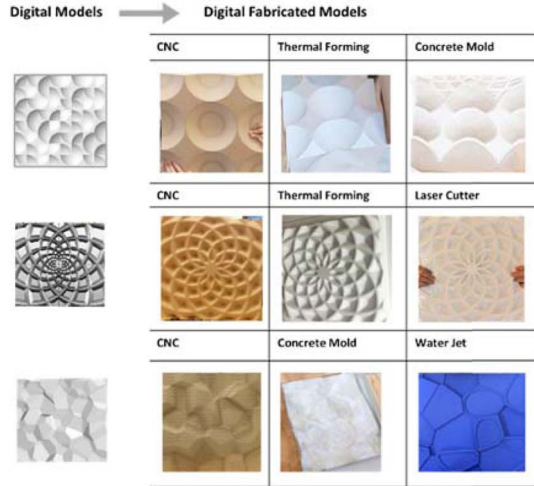 Digital Models Digital Fabricated Models
CNC Thermal Forming Concrete Mold
CNC Thermal Forming Laser Cutter
CNC Concrete Mold Water Jet